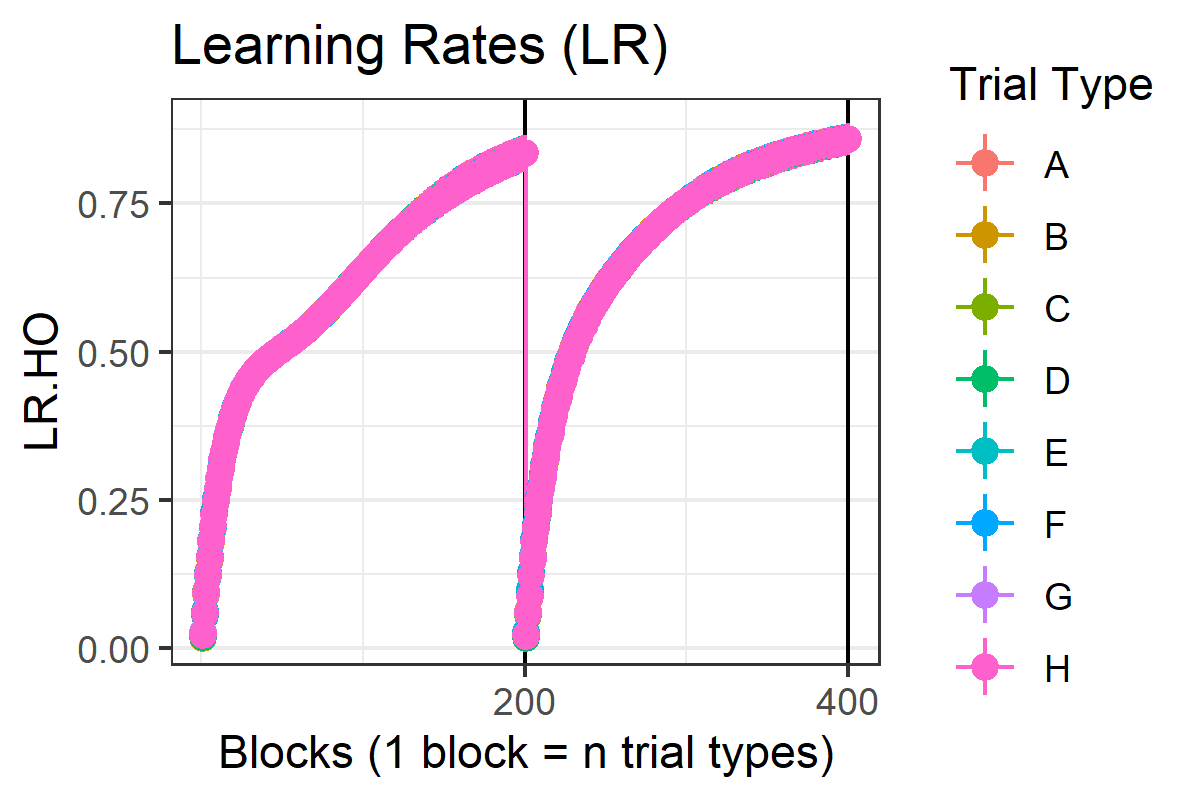 Learning Rates (LR)
LR.HO
0.75
0.50
0.25
0.00
200
400
Blocks (1 block = n trial types)
Trial Type
A
B
C
D
E
F
G
H